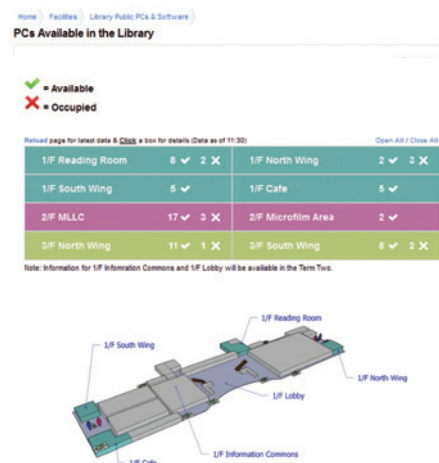 Home Facilities Library Public PCs & Software
PCs Available in the Library
= Available
= Occupied
Reload page for latest data & Click a box for details (Data as of 11:30) Open All / Close All
1/F Reading Room 8 ✓ 2 ✕ 1/F North Wing 2 ✓ 3 ✕
1/F South Wing 5 ✓ 1/F Cafe 5 ✓
2/F MLLC 17 ✓ 3 ✕ 2/F Microfilm Area 2 ✓
3/F North Wing 11 ✓ 1 ✕ 3/F South Wing 8 ✓ 2 ✕
Note: Information for 1/F Infomration Commons and 1/F Lobby will be available in the Term Two.
1/F Reading Room
1/F South Wing
1/F North Wing
1/F Lobby
1/F Information Commons
1/F Cafe